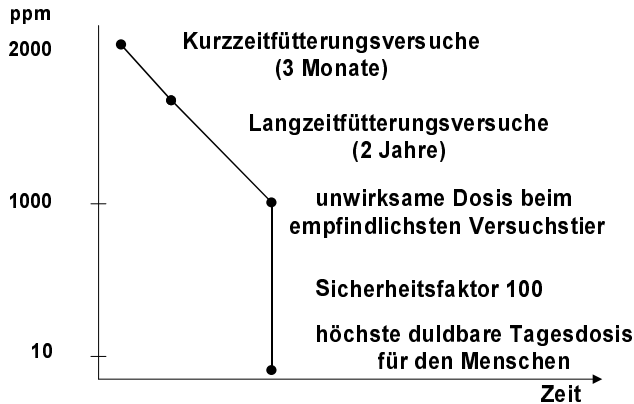 ppm
2000
Kurzzeitfütterungsversuche
(3 Monate)
Langzeitfütterungsversuche
(2 Jahre)
1000
unwirksame Dosis beim
empfindlichsten Versuchstier
Sicherheitsfaktor 100
10
höchste duldbare Tagesdosis
für den Menschen
Zeit